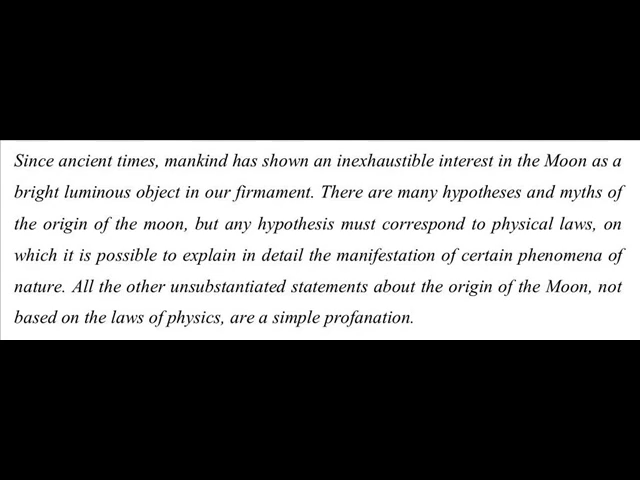 Since ancient times, mankind has shown an inexhaustible interest in the Moon as a
bright luminous object in our firmament. There are many hypotheses and myths of
the origin of the moon, but any hypothesis must correspond to physical laws, on
which it is possible to explain in detail the manifestation of certain phenomena of
nature. All the other unsubstantiated statements about the origin of the Moon, not
based on the laws of physics, are a simple profanation.